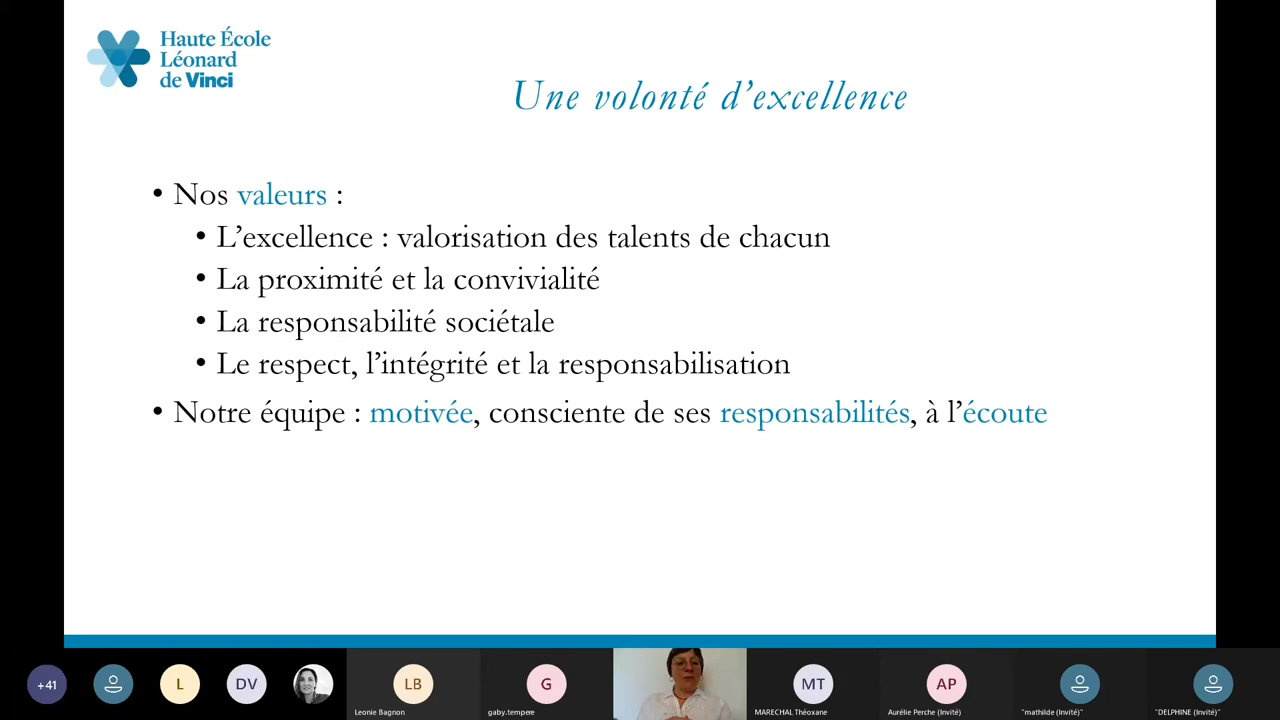 Haute École
Léonard
de Vinci
Une volonté d’excellence
• Nos valeurs :
• L’excellence : valorisation des talents de chacun
• La proximité et la convivialité
• La responsabilité sociétale
• Le respect, l’intégrité et la responsabilisation
• Notre équipe : motivée, consciente de ses responsabilités, à l’écoute
+41
L
DV
LB
Leonie Bagnon
G
gaby.tempere
MT
MARECHAL Théoxane
AP
Aurélie Perche (Invité)
"mathilde (Invité)"
"DELPHINE (Invité)"